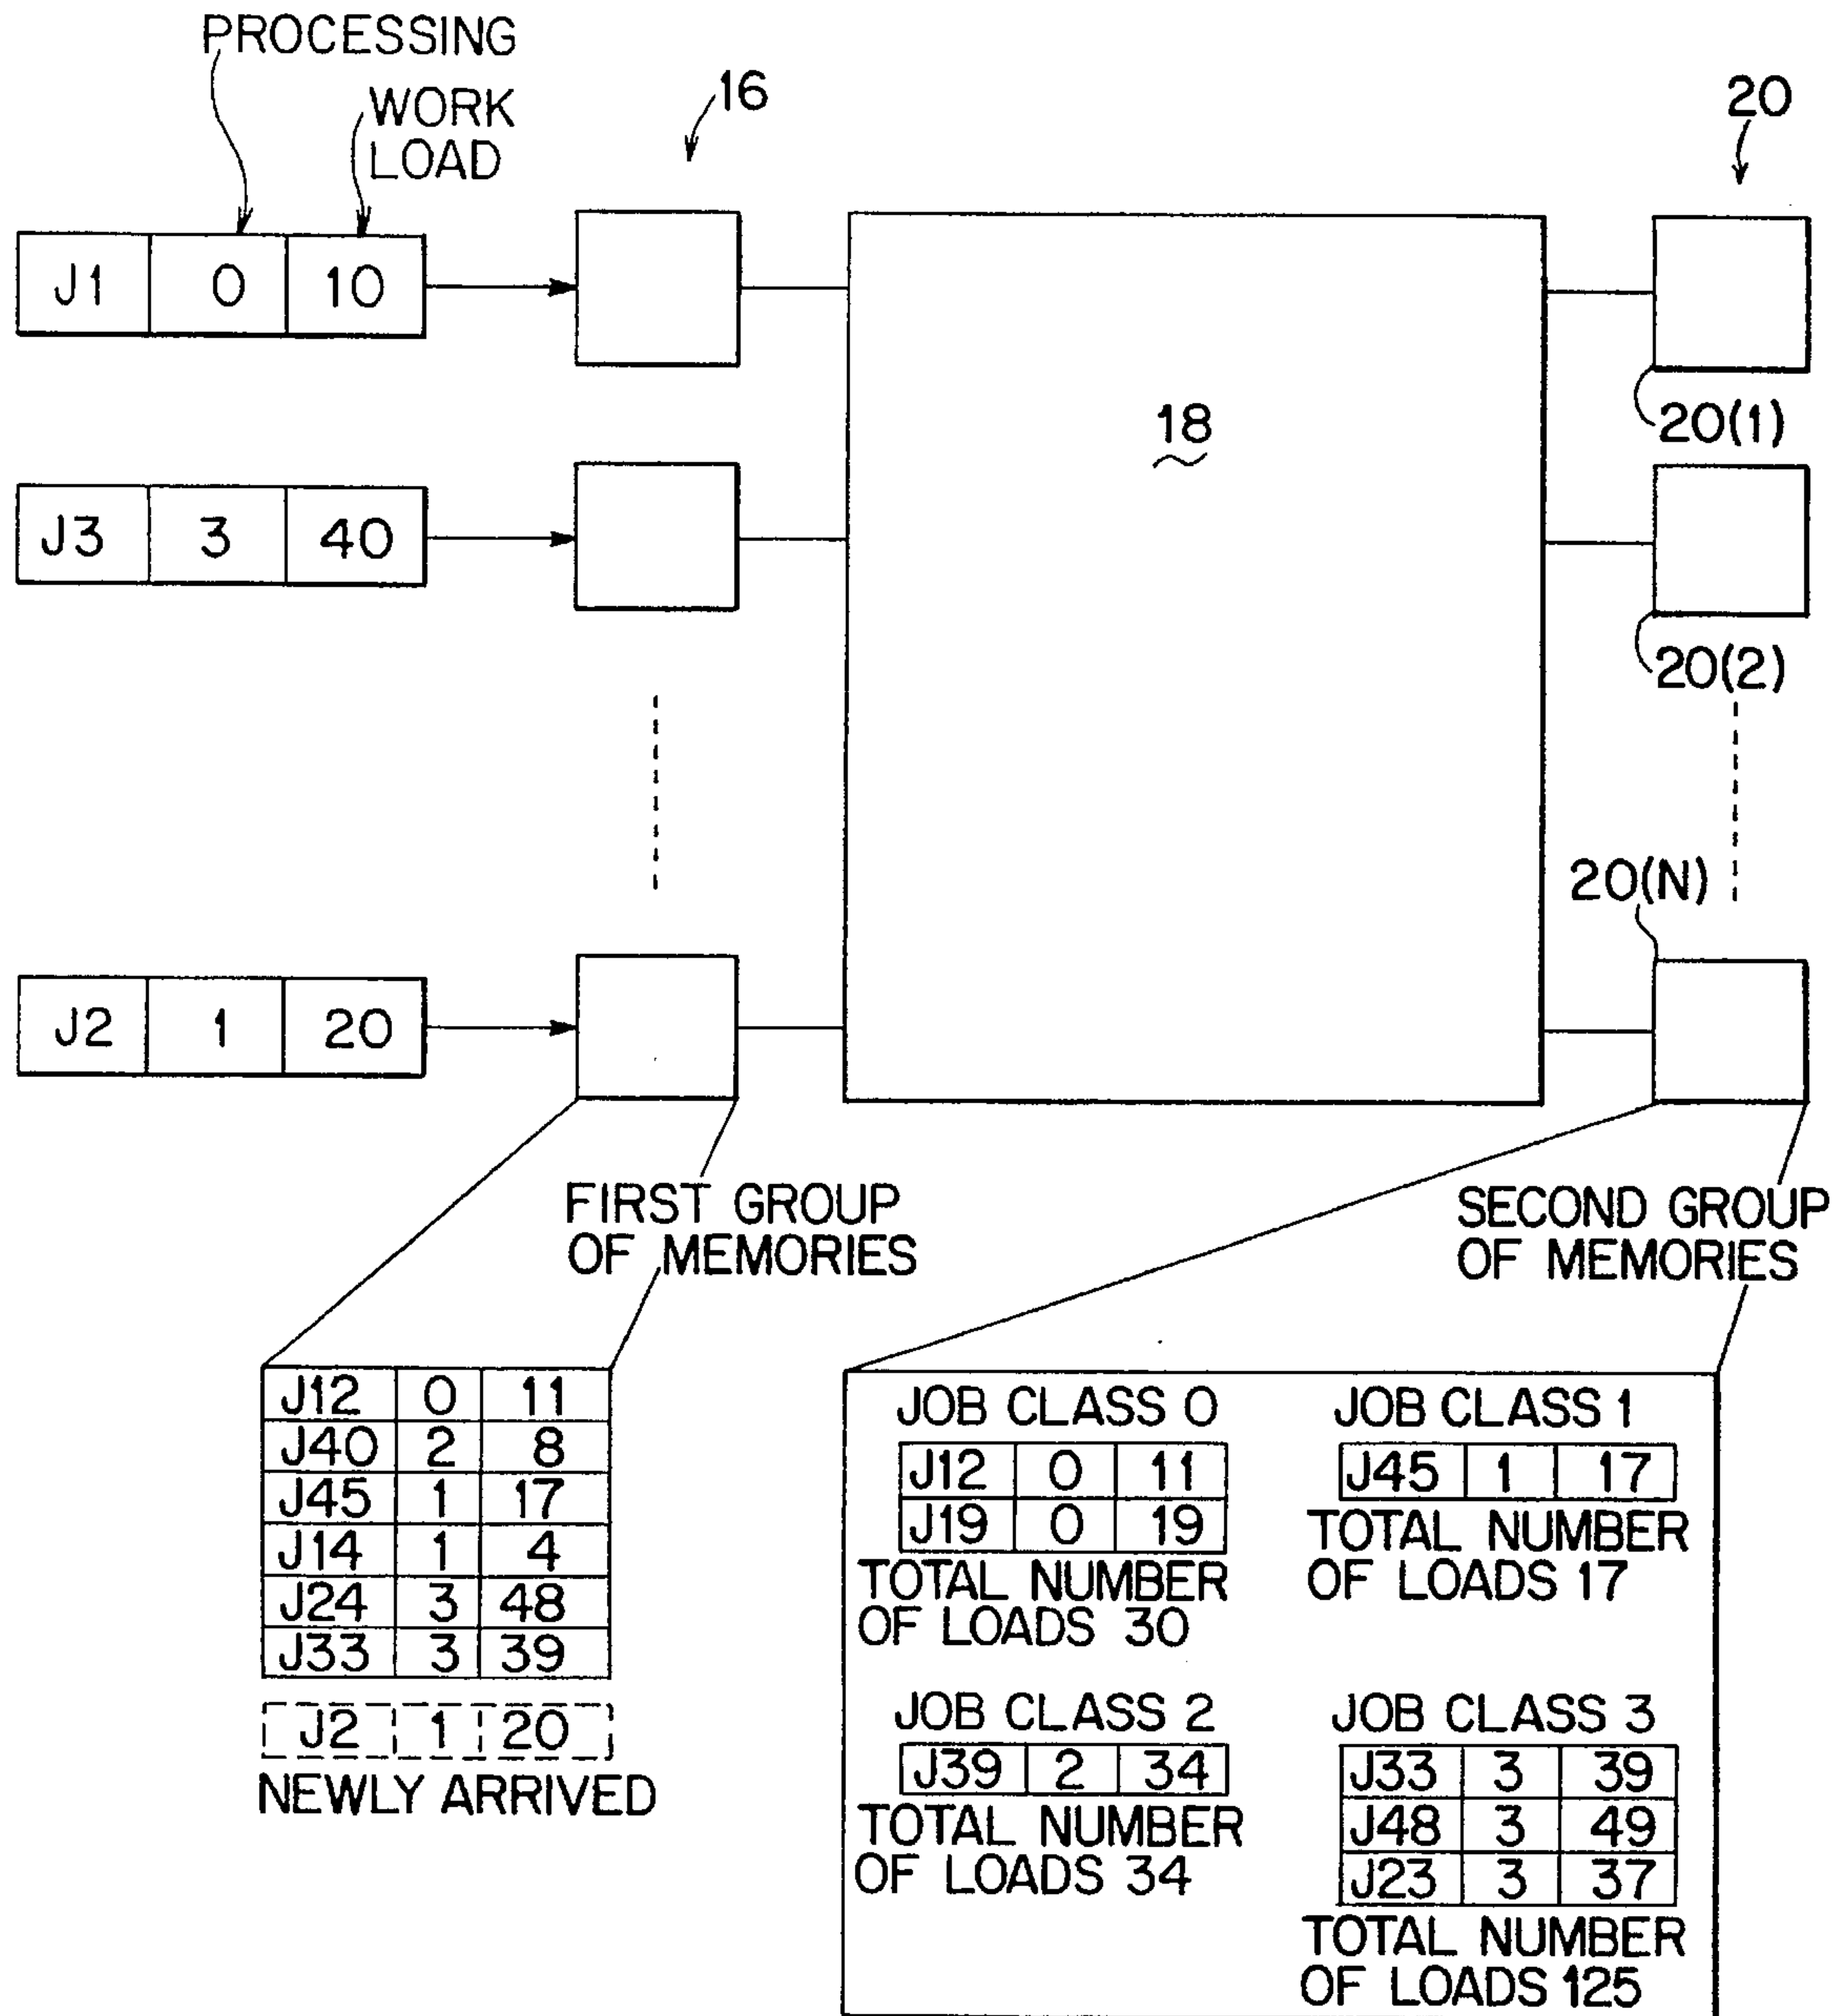 PROCESSING
WORK
LOAD
16
20
J1 0 10
18
20(1)
J3 3 40
20(2)
20(N)
J2 1 20
FIRST GROUP
OF MEMORIES
SECOND GROUP
OF MEMORIES
J12 0 11
J40 2 8
J45 1 17
J14 1 4
J24 3 48
J33 3 39
J2 1 20
NEWLY ARRIVED
JOB CLASS 0
J12 0 11
J19 0 19
TOTAL NUMBER
OF LOADS 30
JOB CLASS 1
J45 1 17
TOTAL NUMBER
OF LOADS 17
JOB CLASS 2
J39 2 34
TOTAL NUMBER
OF LOADS 34
JOB CLASS 3
J33 3 39
J48 3 49
J23 3 37
TOTAL NUMBER
OF LOADS 125